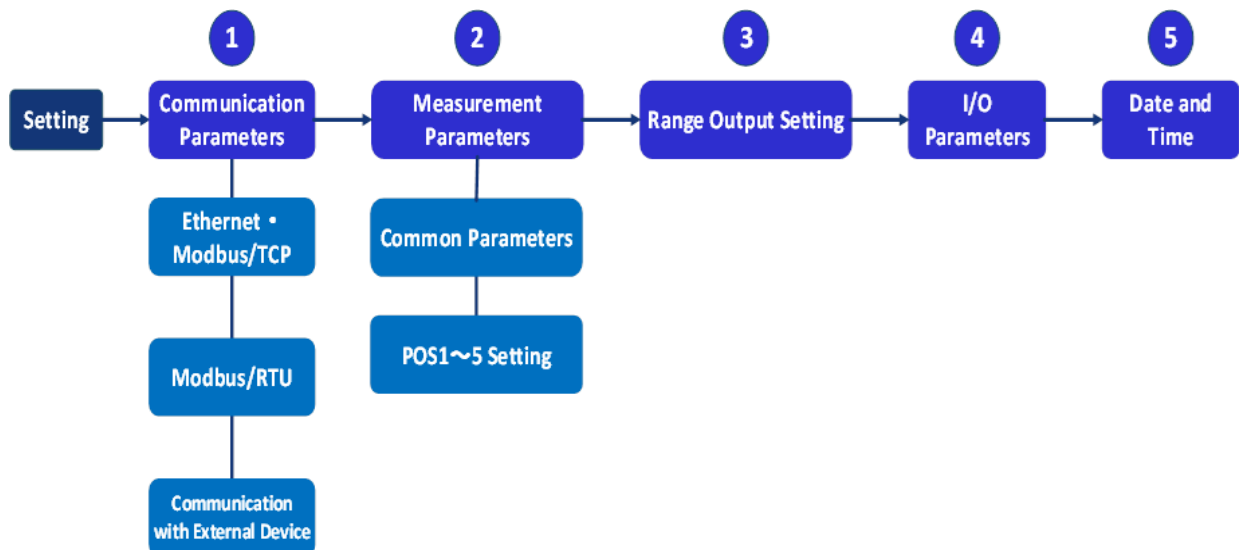 1
2
3
4
5
Setting
Communication
Parameters
Measurement
Parameters
Range Output Setting
I/O
Parameters
Date and
Time
Ethernet・
Modbus/TCP
Common Parameters
Modbus/RTU
POS1～5 Setting
Communication
with External Device